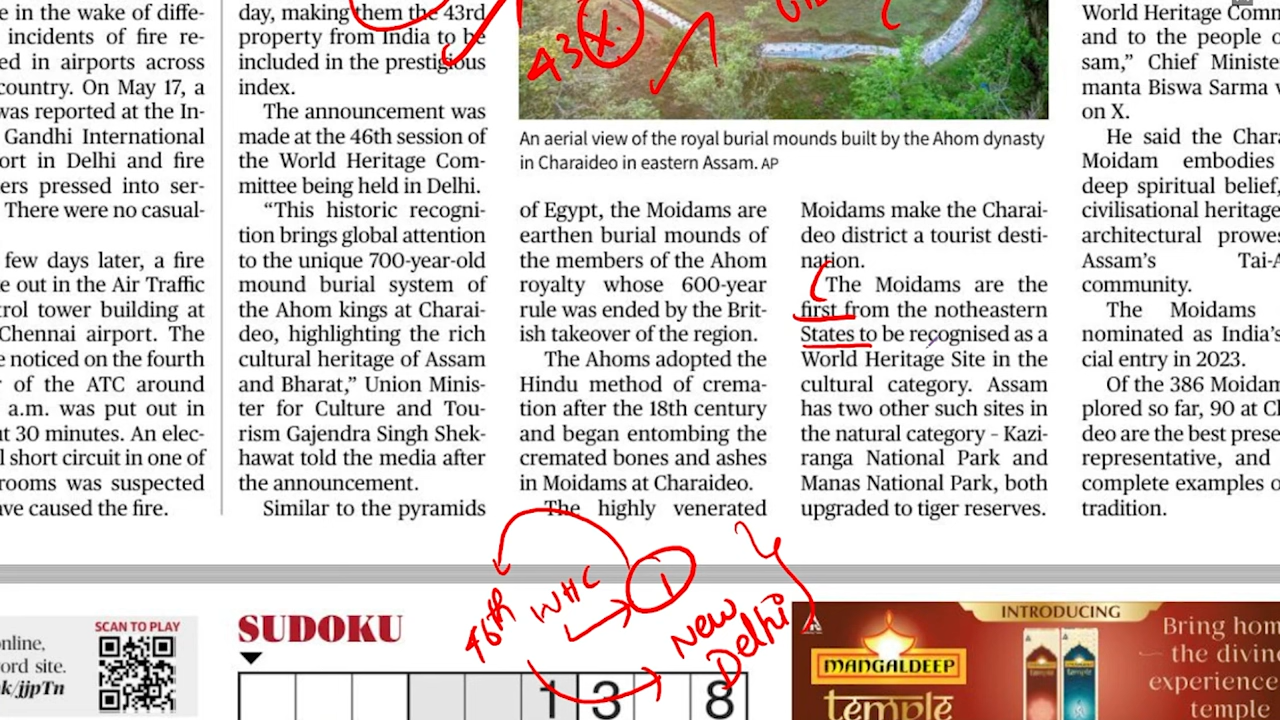 e in the wake of diffe-
incidents of fire re-
ed in airports across
country. On May 17, a
was reported at the In-
Gandhi International
ort in Delhi and fire
ers pressed into ser-
There were no casual-
few days later, a fire
e out in the Air Traffic
trol tower building at
Chennai airport. The
e noticed on the fourth
r of the ATC around
a.m. was put out in
ut 30 minutes. An elec-
l short circuit in one of
rooms was suspected
ave caused the fire.
day, making them the 43rd
property from India to be
included in the prestigious
index.
The announcement was
made at the 46th session of
the World Heritage Com-
mittee being held in Delhi.
“This historic recogni-
tion brings global attention
to the unique 700-year-old
mound burial system of
the Ahom kings at Charai-
deo, highlighting the rich
cultural heritage of Assam
and Bharat,” Union Minis-
ter for Culture and Tou-
rism Gajendra Singh Shek-
hawat told the media after
the announcement.
Similar to the pyramids
43
An aerial view of the royal burial mounds built by the Ahom dynasty
in Charaideo in eastern Assam. AP
of Egypt, the Moidams are
earthen burial mounds of
the members of the Ahom
royalty whose 600-year
rule was ended by the Brit-
ish takeover of the region.
The Ahoms adopted the
Hindu method of crema-
tion after the 18th century
and began entombing the
cremated bones and ashes
in Moidams at Charaideo.
The highly venerated
Moidams make the Charai-
deo district a tourist desti-
nation.
The Moidams are the
first from the notheastern
States to be recognised as a
World Heritage Site in the
cultural category. Assam
has two other such sites in
the natural category – Kazi-
ranga National Park and
Manas National Park, both
upgraded to tiger reserves.
World Heritage Comm
and to the people o
sam,” Chief Ministe
manta Biswa Sarma w
on X.
He said the Chara
Moidam embodies
deep spiritual belief,
civilisational heritage
architectural prowes
Assam’s Tai-A
community.
The Moidams
nominated as India’s
cial entry in 2023.
Of the 386 Moidam
plored so far, 90 at Ch
deo are the best prese
representative, and
complete examples o
tradition.
46th WHC 1
New
Delhi
nline,
ord site.
k/jjpTn
SCAN TO PLAY
SUDOKU
1 3 8
INTRODUCING
MANGALDEEP
temple
Bring hom
the divin
experience
temple